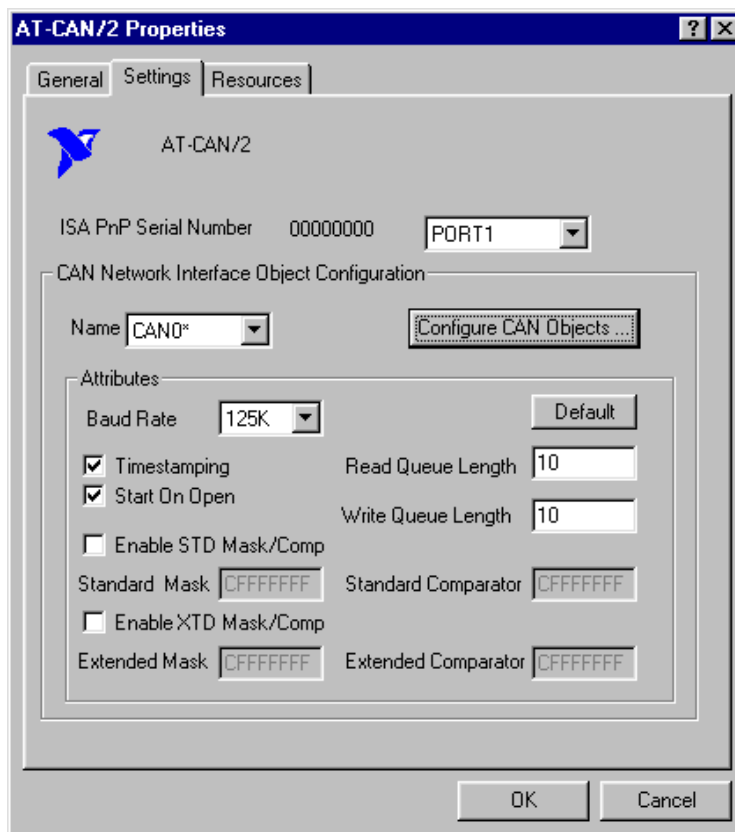 AT-CAN/2 Properties
General Settings Resources
AT-CAN/2
ISA PnP Serial Number 00000000 PORT1
CAN Network Interface Object Configuration
Name CAN0* Configure CAN Objects ...
Attributes
Baud Rate 125K Default
Timestamping Read Queue Length 10
Start On Open
Write Queue Length 10
Enable STD Mask/Comp
Standard Mask CFFFFFFF Standard Comparator CFFFFFFF
Enable XTD Mask/Comp
Extended Mask CFFFFFFF Extended Comparator CFFFFFFF
OK Cancel